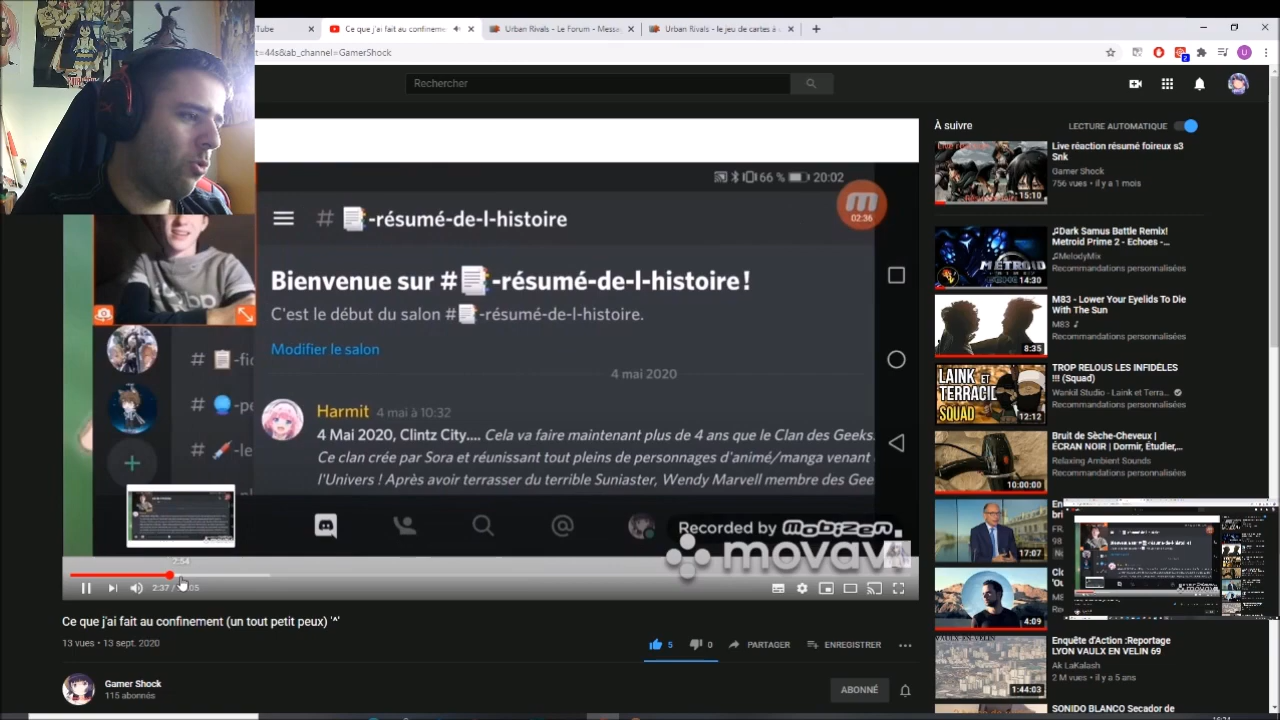 uTube
Ce que j'ai fait au confineme
Urban Rivals - Le Forum - Messa
Urban Rivals - le jeu de cartes à
t=44s&ab_channel=GamerShock
Rechercher
66 % 20:02
02:36
# -résumé-de-l-histoire
Bienvenue sur # -résumé-de-l-histoire!
C'est le début du salon # -résumé-de-l-histoire.
Modifier le salon
4 mai 2020
# -fic
# -pe
# -le
Harmit 4 mai à 10:32
4 Mai 2020, Clintz City.... Cela va faire maintenant plus de 4 ans que le Clan des Geeks.
Ce clan crée par Sora et réunissant tout pleins de personnages d'animé/manga venant
l'Univers ! Après avoir terrasser du terrible Suniaster, Wendy Marvell membre des Gee
Recorded by Mobizen
movavi
2:54
2:37 / :05
Ce que j'ai fait au confinement (un tout petit peux) '^'
13 vues • 13 sept. 2020
5
0
PARTAGER
ENREGISTRER
Gamer Shock
115 abonnés
ABONNÉ
À suivre
LECTURE AUTOMATIQUE
Live réaction résumé foireux s3
Snk
Gamer Shock
756 vues • il y a 1 mois
15:10
♫Dark Samus Battle Remix!
Metroid Prime 2 - Echoes -...
♫MelodyMix
Recommandations personnalisées
METROID
14:30
M83 - Lower Your Eyelids To Die
With The Sun
M83 ♪
Recommandations personnalisées
8:35
TROP RELOUS LES INFIDÈLES
!!! (Squad)
Wankil Studio - Laink et Terra...
Recommandations personnalisées
LAINK ET
TERRACID
SQUAD
12:12
Bruit de Sèche-Cheveux |
ÉCRAN NOIR | Dormir, Étudier,...
Relaxing Ambient Sounds
Recommandations personnalisées
10:00:00
17:07
4:09
Enquête d'Action :Reportage
LYON VAULX EN VELIN 69
Ak LaKalash
2 M vues • il y a 5 ans
VAULX EN VELIN
1:44:03
SONIDO BLANCO Secador de